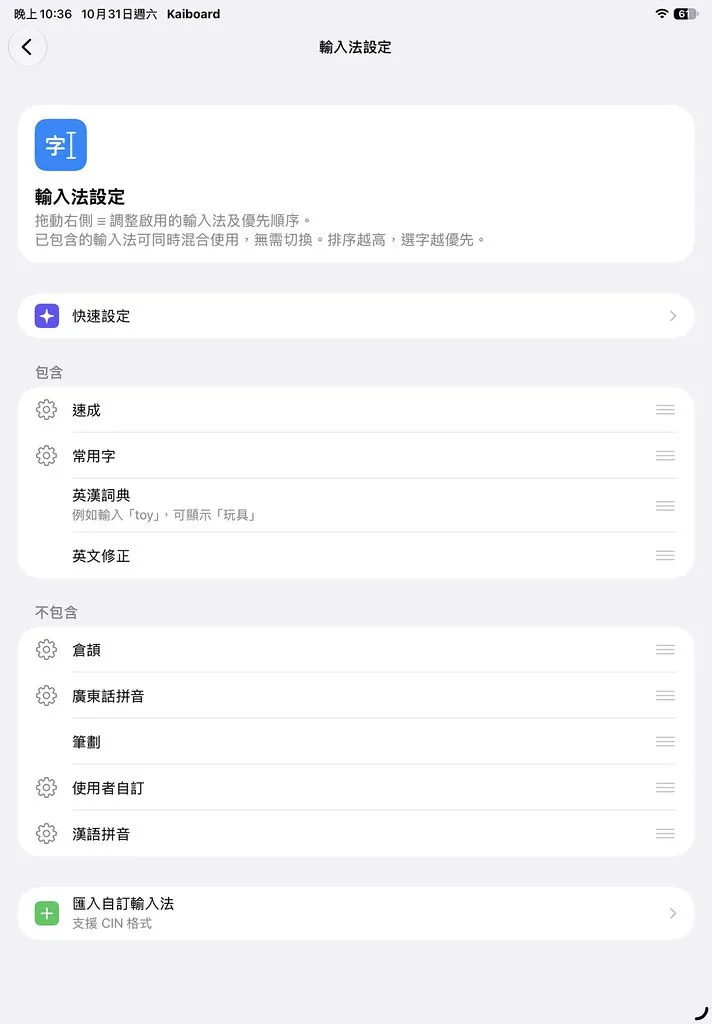 晚上10:36 10月31日週六 Kaiboard
61
輸入法設定
字
輸入法設定
拖動右側 ≡ 調整啟用的輸入法及優先順序。
已包含的輸入法可同時混合使用，無需切換。排序越高，選字越優先。
快速設定
包含
速成
常用字
英漢詞典
例如輸入「toy」，可顯示「玩具」
英文修正
不包含
倉頡
廣東話拼音
筆劃
使用者自訂
漢語拼音
匯入自訂輸入法
支援 CIN 格式